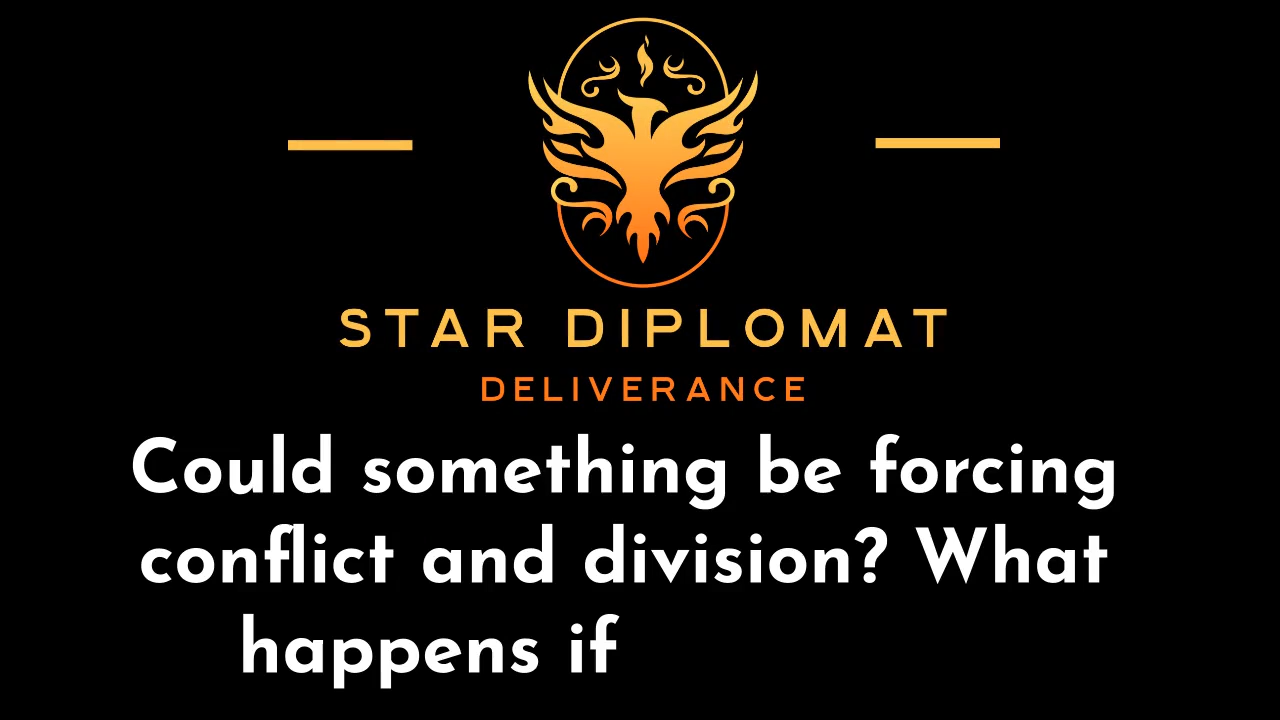 STAR DIPLOMAT
DELIVERANCE
Could something be forcing
conflict and division? What
happens if